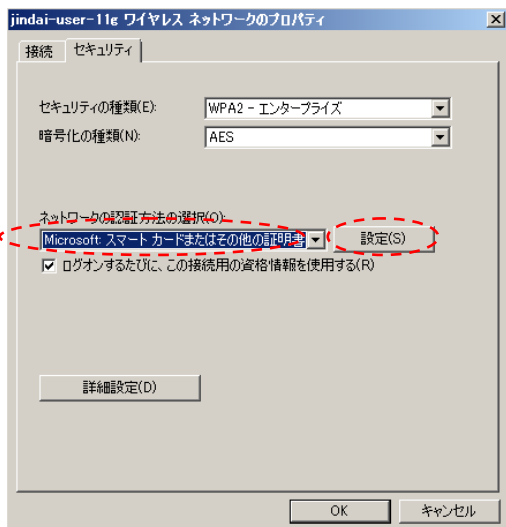 jindai-user-11g ワイヤレス ネットワークのプロパティ
接続 セキュリティ
セキュリティの種類(E): WPA2 - エンタープライズ
暗号化の種類(N): AES
ネットワークの認証方法の選択(O):
Microsoft: スマート カードまたはその他の証明書 設定(S)
ログオンするたびに、この接続用の資格情報を使用する(R)
詳細設定(D)
OK キャンセル